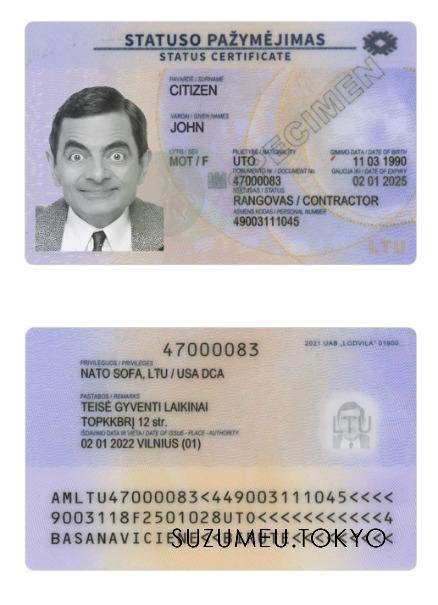 STATUSO PAŽYMĖJIMAS
STATUS CERTIFICATE
PAVARDĖ / SURNAME
CITIZEN
VARDAI / GIVEN NAMES
JOHN
SPECIMEN
LYTIS / SEX
MOT / F
PILIETYBĖ / NATIONALITY
UTO
GIMIMO DATA / DATE OF BIRTH
11 03 1990
DOKUMENTO Nr. / DOCUMENT No
47000083
GALIOJA IKI / DATE OF EXPIRY
02 01 2025
STATUSAS / STATUS
RANGOVAS / CONTRACTOR
ASMENS KODAS / PERSONAL NUMBER
49003111045
LTU
47000083
2021 UAB „LODVILA" 01900
PRIVILEGIJOS / PRIVILEGES
NATO SOFA, LTU / USA DCA
PASTABOS / REMARKS
TEISĖ GYVENTI LAIKINAI
TOPKKBRĮ 12 str.
IŠDAVIMO DATA IR VIETA / DATE OF ISSUE - PLACE - AUTHORITY
02 01 2022 VILNIUS (01)
LTU
AMLTU47000083<449003111045<<<<
9003118F2501028UTO<<<<<<<<<<<4
BASANAVICIENE<<BIRUTE<<<<<<<<<
SUZUMEU.TOKYO